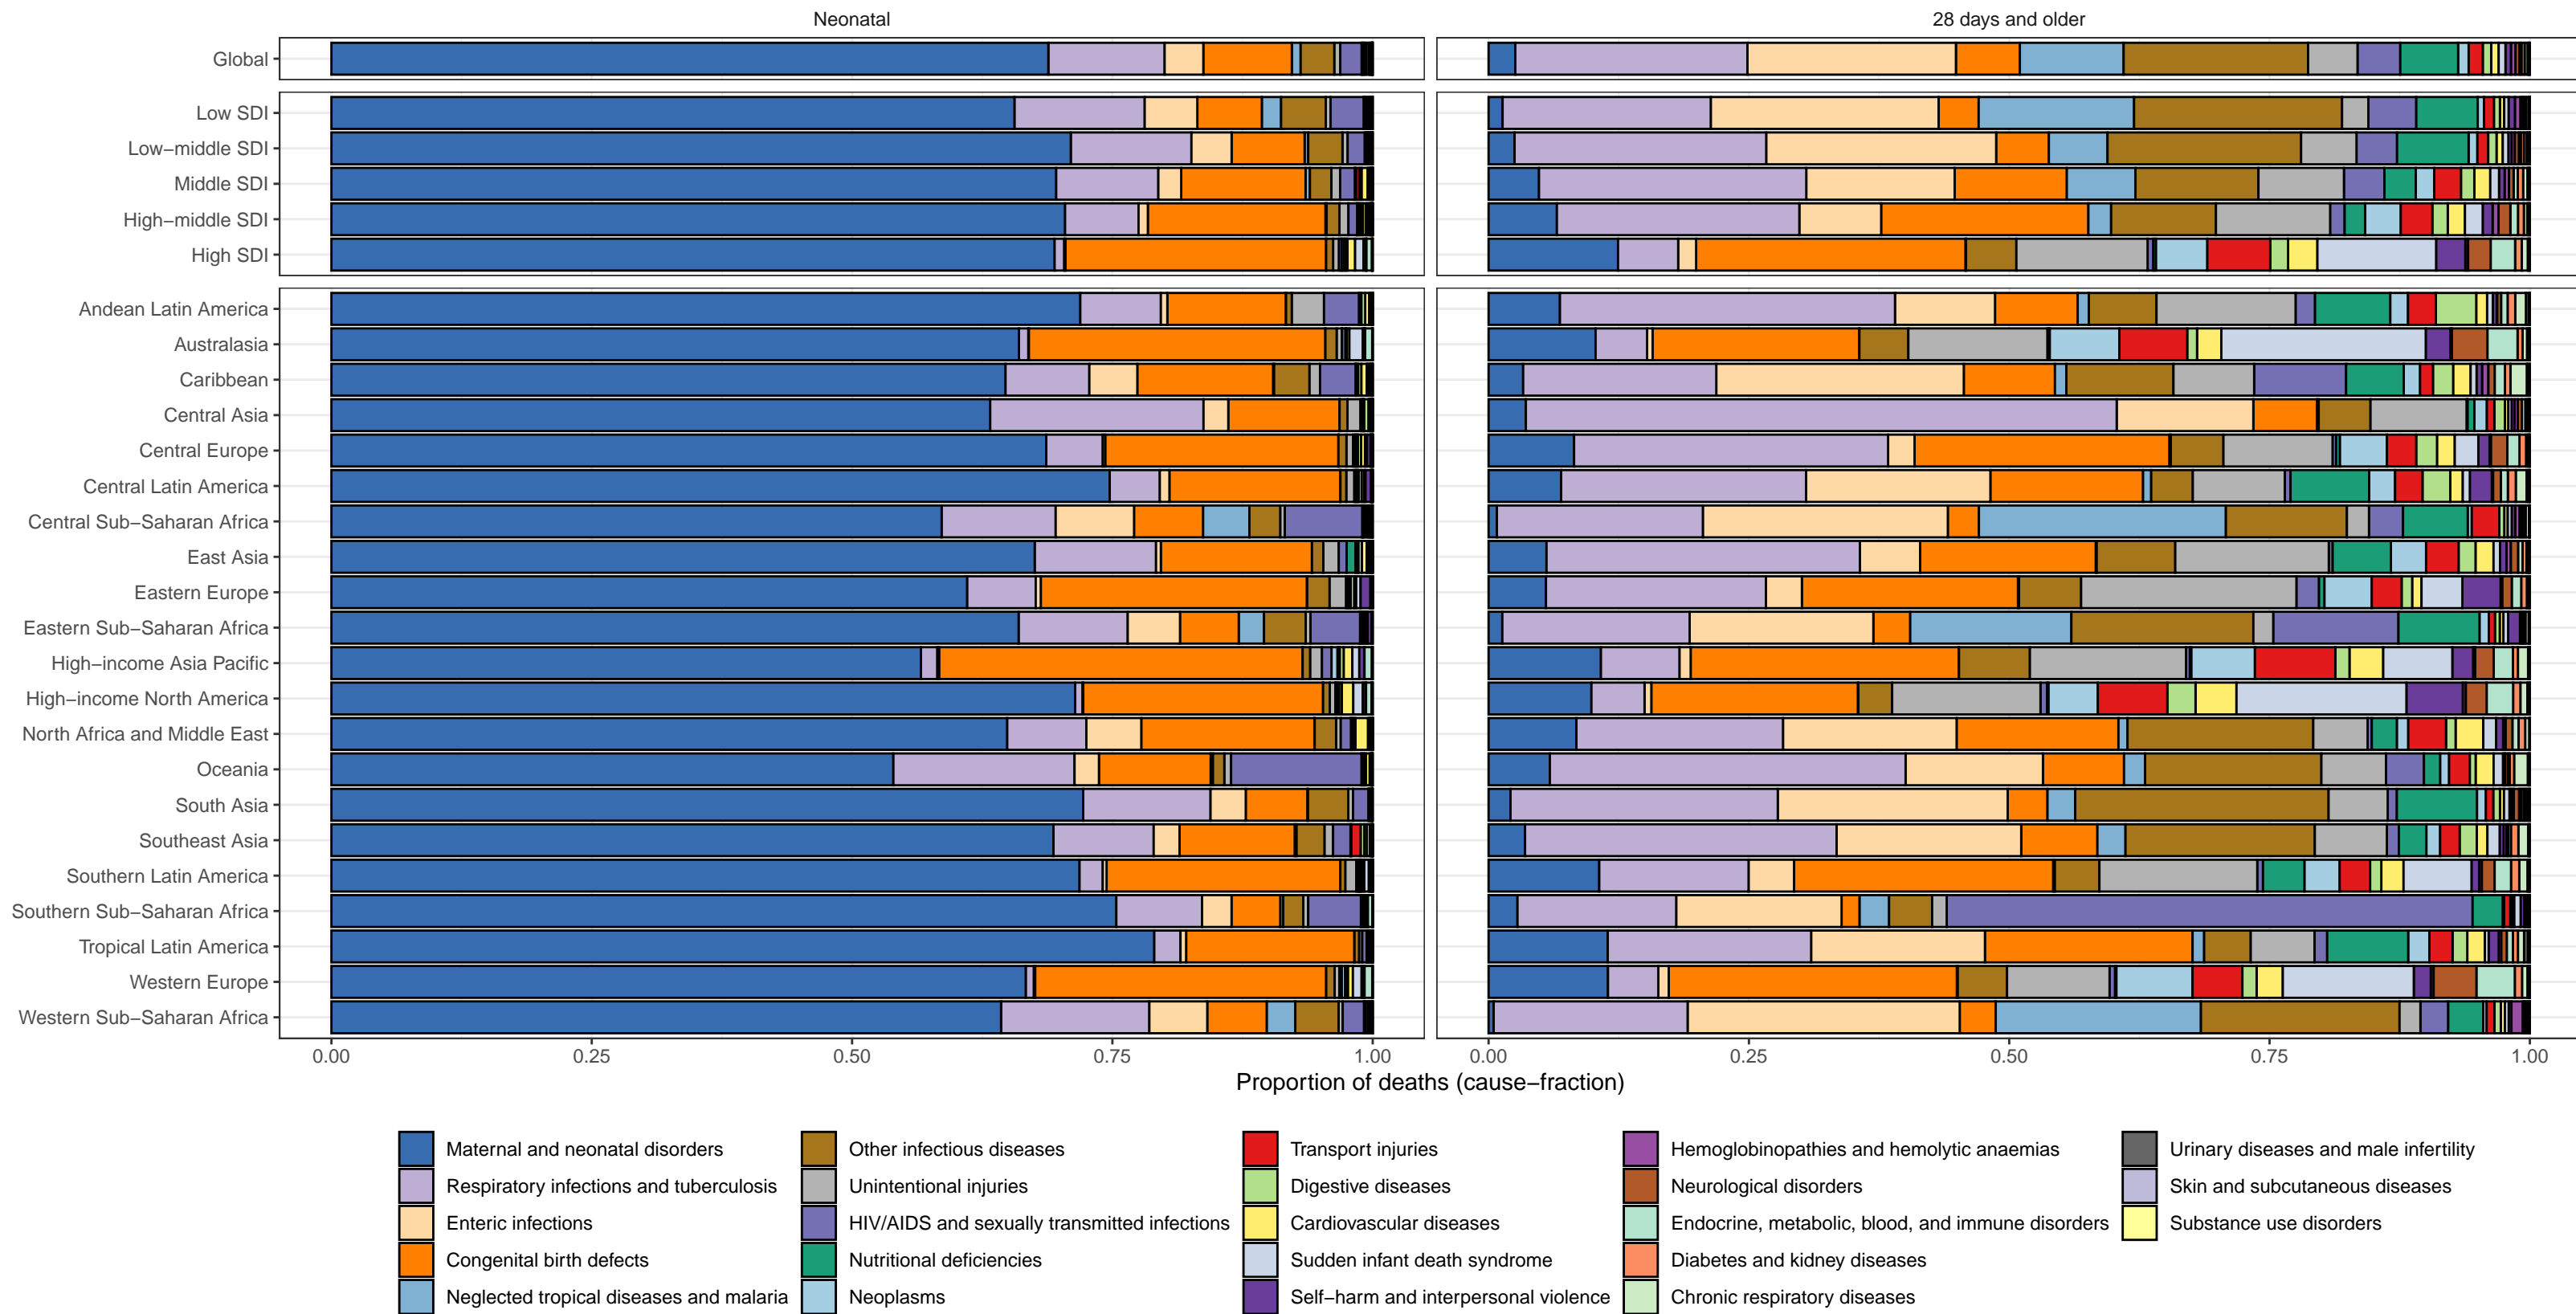 Neonatal
28 days and older
Global
Low SDI
Low−middle SDI
Middle SDI
High−middle SDI
High SDI
Andean Latin America
Australasia
Caribbean
Central Asia
Central Europe
Central Latin America
Central Sub−Saharan Africa
East Asia
Eastern Europe
Eastern Sub−Saharan Africa
High−income Asia Pacific
High−income North America
North Africa and Middle East
Oceania
South Asia
Southeast Asia
Southern Latin America
Southern Sub−Saharan Africa
Tropical Latin America
Western Europe
Western Sub−Saharan Africa
0.00 0.25 0.50 0.75 1.00 0.00 0.25 0.50 0.75 1.00
Proportion of deaths (cause−fraction)
Maternal and neonatal disorders
Respiratory infections and tuberculosis
Enteric infections
Congenital birth defects
Neglected tropical diseases and malaria
Other infectious diseases
Unintentional injuries
HIV/AIDS and sexually transmitted infections
Nutritional deficiencies
Neoplasms
Transport injuries
Digestive diseases
Cardiovascular diseases
Sudden infant death syndrome
Self−harm and interpersonal violence
Hemoglobinopathies and hemolytic anaemias
Neurological disorders
Endocrine, metabolic, blood, and immune disorders
Diabetes and kidney diseases
Chronic respiratory diseases
Urinary diseases and male infertility
Skin and subcutaneous diseases
Substance use disorders